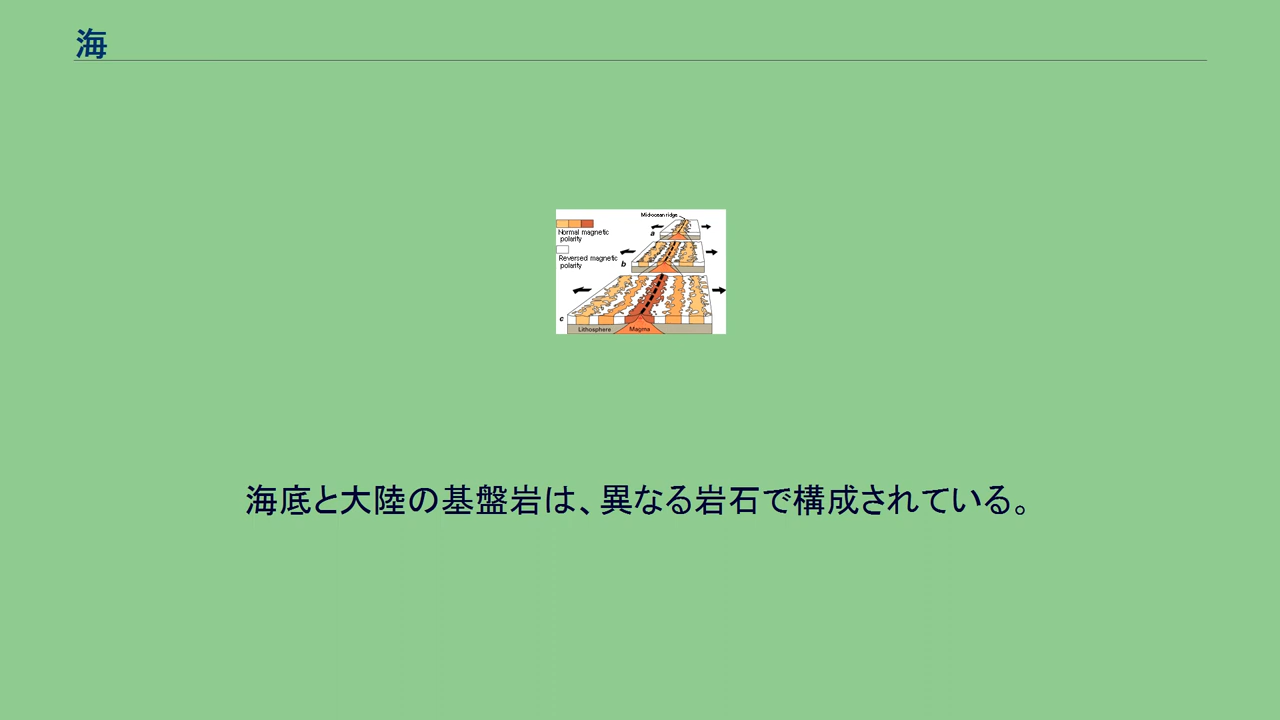 海
Mid-ocean ridge
Normal magnetic
polarity
a
Reversed magnetic
polarity
b
c
Lithosphere
Magma
海底と大陸の基盤岩は、異なる岩石で構成されている。